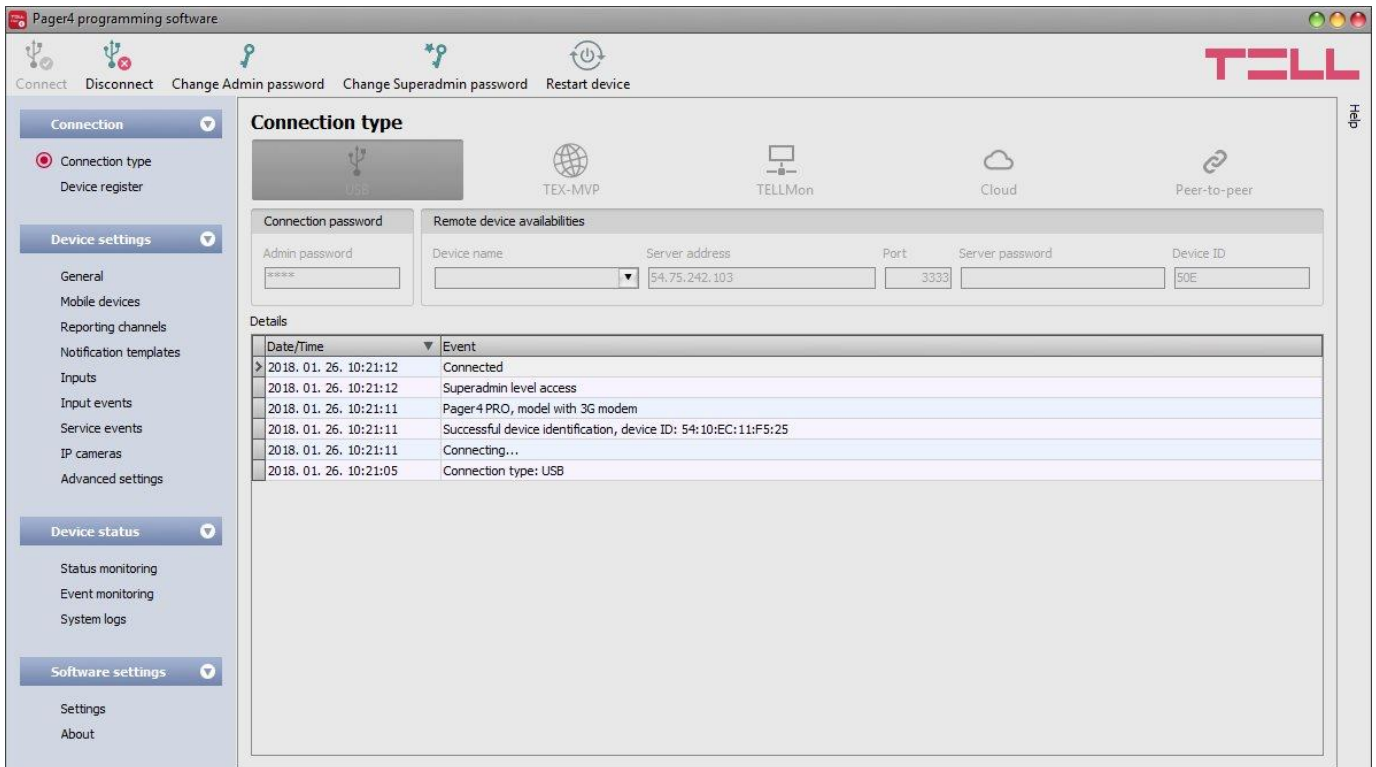 Pager4 programming software
Connect Disconnect Change Admin password Change Superadmin password Restart device
TELL
Help
Connection
Connection type
Device register
Device settings
General
Mobile devices
Reporting channels
Notification templates
Inputs
Input events
Service events
IP cameras
Advanced settings
Device status
Status monitoring
Event monitoring
System logs
Software settings
Settings
About
Connection type
USB TEX-MVP TELLMon Cloud Peer-to-peer
Connection password Remote device availabilities
Admin password Device name Server address Port Server password Device ID
**** 54.75.242.103 3333 50E
Details
Date/Time Event
2018. 01. 26. 10:21:12 Connected
2018. 01. 26. 10:21:12 Superadmin level access
2018. 01. 26. 10:21:11 Pager4 PRO, model with 3G modem
2018. 01. 26. 10:21:11 Successful device identification, device ID: 54:10:EC:11:F5:25
2018. 01. 26. 10:21:11 Connecting...
2018. 01. 26. 10:21:05 Connection type: USB